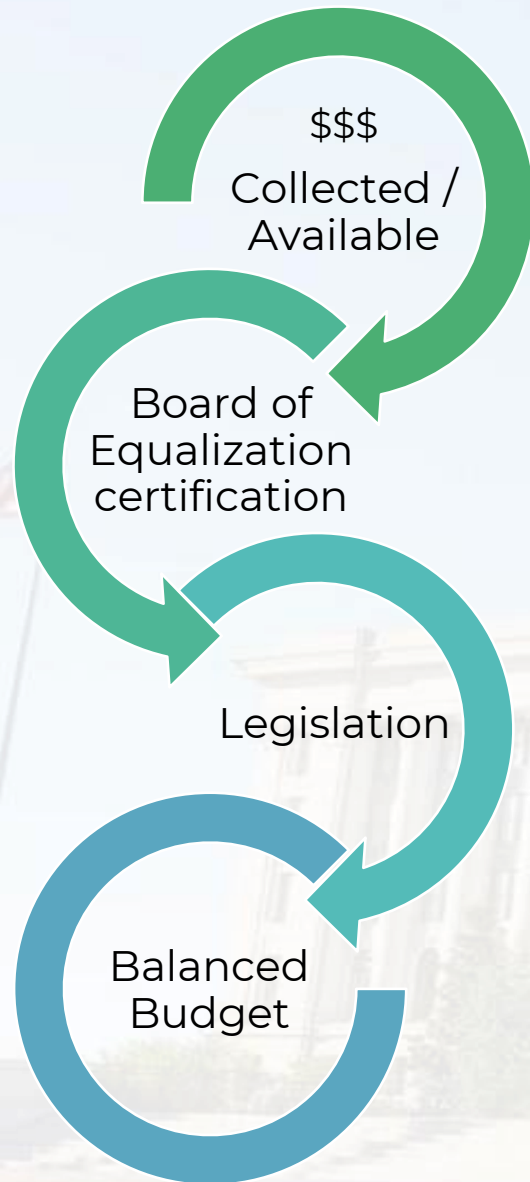 $$$
Collected /
Available
Board of
Equalization
certification
Legislation
Balanced
Budget